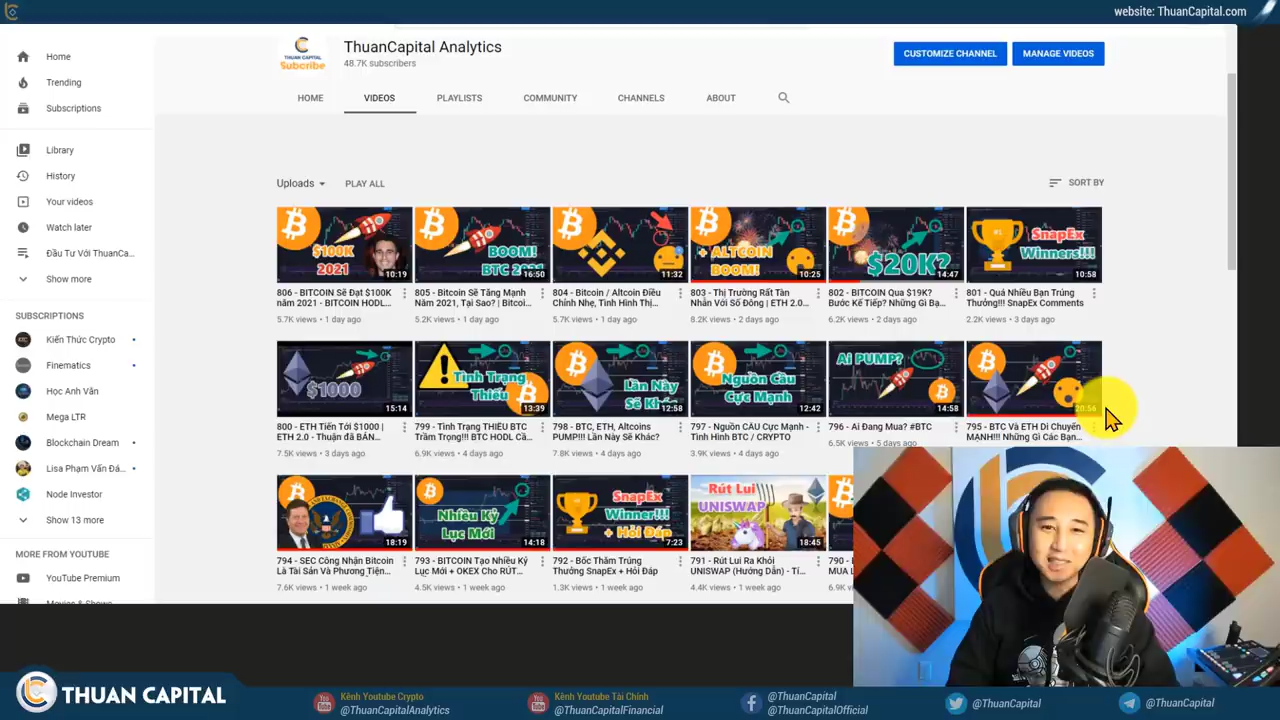 website: ThuanCapital.com
ThuanCapital Analytics
48.7K subscribers
CUSTOMIZE CHANNEL
MANAGE VIDEOS
HOME
VIDEOS
PLAYLISTS
COMMUNITY
CHANNELS
ABOUT
Home
Trending
Subscriptions
Library
History
Your videos
Watch later
Đầu Tư Với ThuanCa...
Show more
SUBSCRIPTIONS
Kiến Thức Crypto
Finematics
Học Anh Văn
Mega LTR
Blockchain Dream
Lisa Phạm Vấn Đá...
Node Investor
Show 13 more
MORE FROM YOUTUBE
YouTube Premium
Uploads
PLAY ALL
SORT BY
THUAN CAPITAL
Subcribe
$100K
2021
10:19
806 - BITCOIN Sẽ Đạt $100K
năm 2021 - BITCOIN HODL...
5.7K views • 1 day ago
BOOM!
16:50
805 - Bitcoin Sẽ Tăng Mạnh
Năm 2021, Tại Sao? | Bitcoi...
5.2K views • 1 day ago
11:32
804 - Bitcoin / Altcoin Điều
Chỉnh Nhẹ, Tình Hình Thị...
5.7K views • 1 day ago
+ ALTCOIN
BOOM!
10:25
803 - Thị Trường Rất Tàn
Nhẫn Với Số Đông | ETH 2.0...
8.2K views • 2 days ago
$20K?
14:47
802 - BITCOIN Qua $19K?
Bước Kế Tiếp? Những Gì Bạ...
6.2K views • 2 days ago
#1
SnapEx
Winners!!!
10:58
801 - Quá Nhiều Bạn Trúng
Thưởng!!! SnapEx Comments
2.2K views • 3 days ago
$1000
15:14
800 - ETH Tiến Tới $1000 |
ETH 2.0 - Thuận đã BÁN...
7.5K views • 3 days ago
Tình Trạng
Thiếu
13:39
799 - Tình Trạng THIẾU BTC
Trầm Trọng!!! BTC HODL Cầ...
6.9K views • 4 days ago
Lần Này
12:58
798 - BTC, ETH, Altcoins
PUMP!!! Lần Này Sẽ Khác?
7.8K views • 4 days ago
Nguồn Cầu
Cực Mạnh
12:42
797 - Nguồn CẦU Cực Mạnh -
Tình Hình BTC / CRYPTO
3.9K views • 4 days ago
Ai PUMP?
14:58
796 - Ai Đang Mua? #BTC
6.5K views • 5 days ago
20:56
795 - BTC Và ETH Di Chuyển
MẠNH!!! Những Gì Các Bạn...
18:19
794 - SEC Công Nhận Bitcoin
Là Tài Sản Và Phương Tiện...
7.6K views • 1 week ago
Nhiều Kỷ
Lục Mới
14:18
793 - BITCOIN Tạo Nhiều Kỷ
Lục Mới + OKEX Cho RÚT...
4.5K views • 1 week ago
SnapEx
Winner!!!
+ Hỏi Đáp
7:23
792 - Bốc Thăm Trúng
Thưởng SnapEx + Hỏi Đáp
1.3K views • 1 week ago
Rút Lui
UNISWAP
18:45
791 - Rút Lui Ra Khỏi
UNISWAP (Hướng Dẫn) - Tì...
4.4K views • 1 week ago
790 -
MUA L
6.9K
THUAN CAPITAL
Kênh Youtube Crypto
@ThuanCapitalAnalytics
Kênh Youtube Tài Chính
@ThuanCapitalFinancial
@ThuanCapital
@ThuanCapitalOfficial
@ThuanCapital
@ThuanCapital